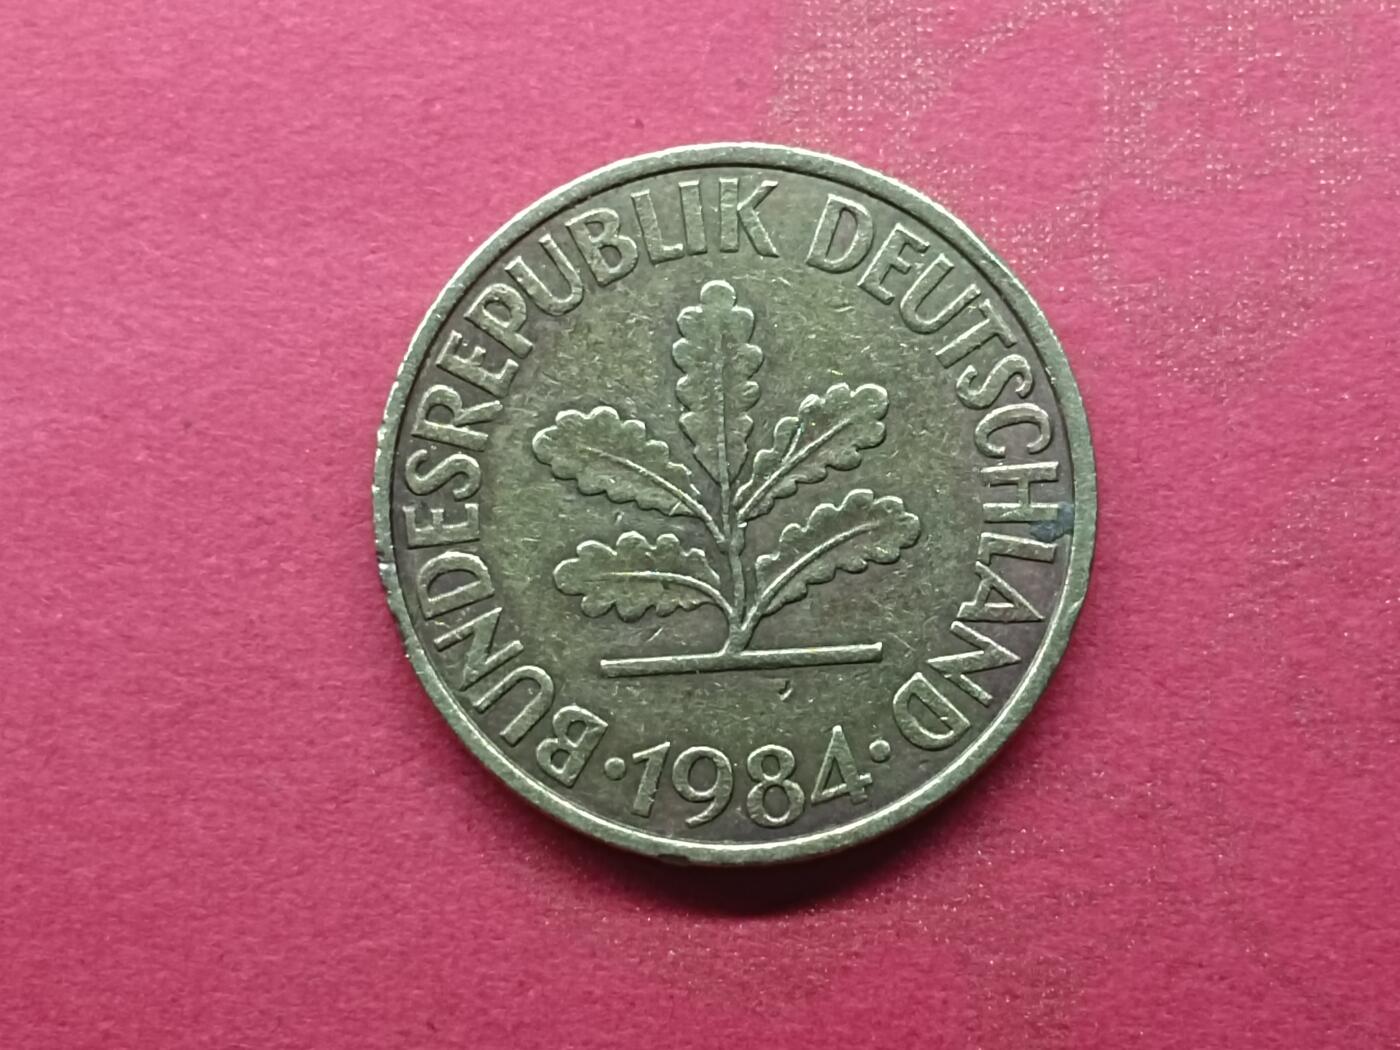 BUNDESREPUBLIK DEUTSCHLAND
·1984·